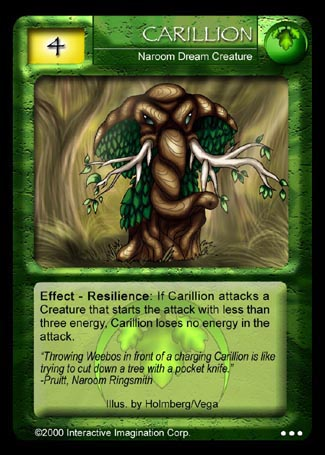 4
CARILLION
Naroom Dream Creature
Effect - Resilience: If Carillion attacks a
Creature that starts the attack with less than
three energy, Carillion loses no energy in the
attack.
“Throwing Weebos in front of a charging Carillion is like
trying to cut down a tree with a pocket knife.”
-Pruitt, Naroom Ringsmith
Illus. by Holmberg/Vega
©2000 Interactive Imagination Corp.